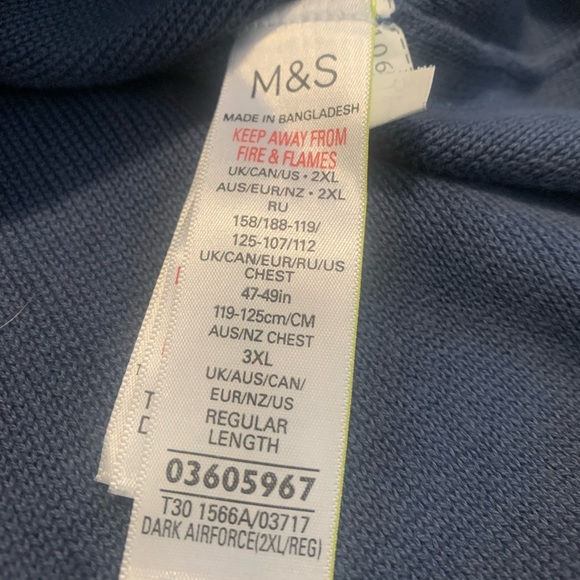 M&S
MADE IN BANGLADESH
KEEP AWAY FROM
FIRE & FLAMES
UK/CAN/US • 2XL
AUS/EUR/NZ • 2XL
RU
158/188-119/
125-107/112
UK/CAN/EUR/RU/US
CHEST
47-49in
119-125cm/CM
AUS/NZ CHEST
3XL
UK/AUS/CAN/
EUR/NZ/US
REGULAR
LENGTH
03605967
T30 1566A/03717
DARK AIRFORCE(2XL/REG)